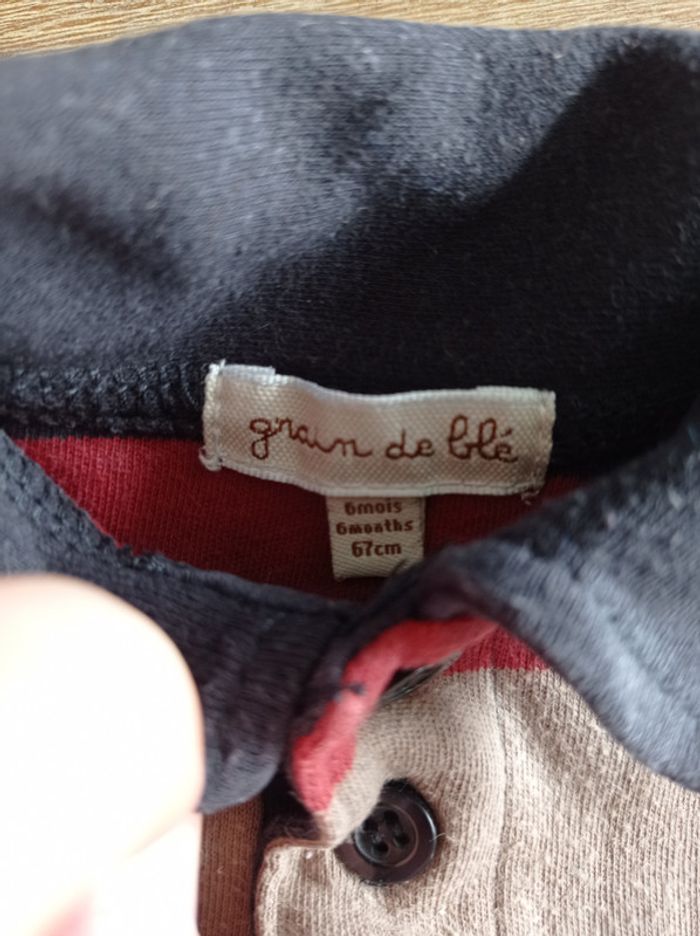 grain de blé
6mois
6months
67cm